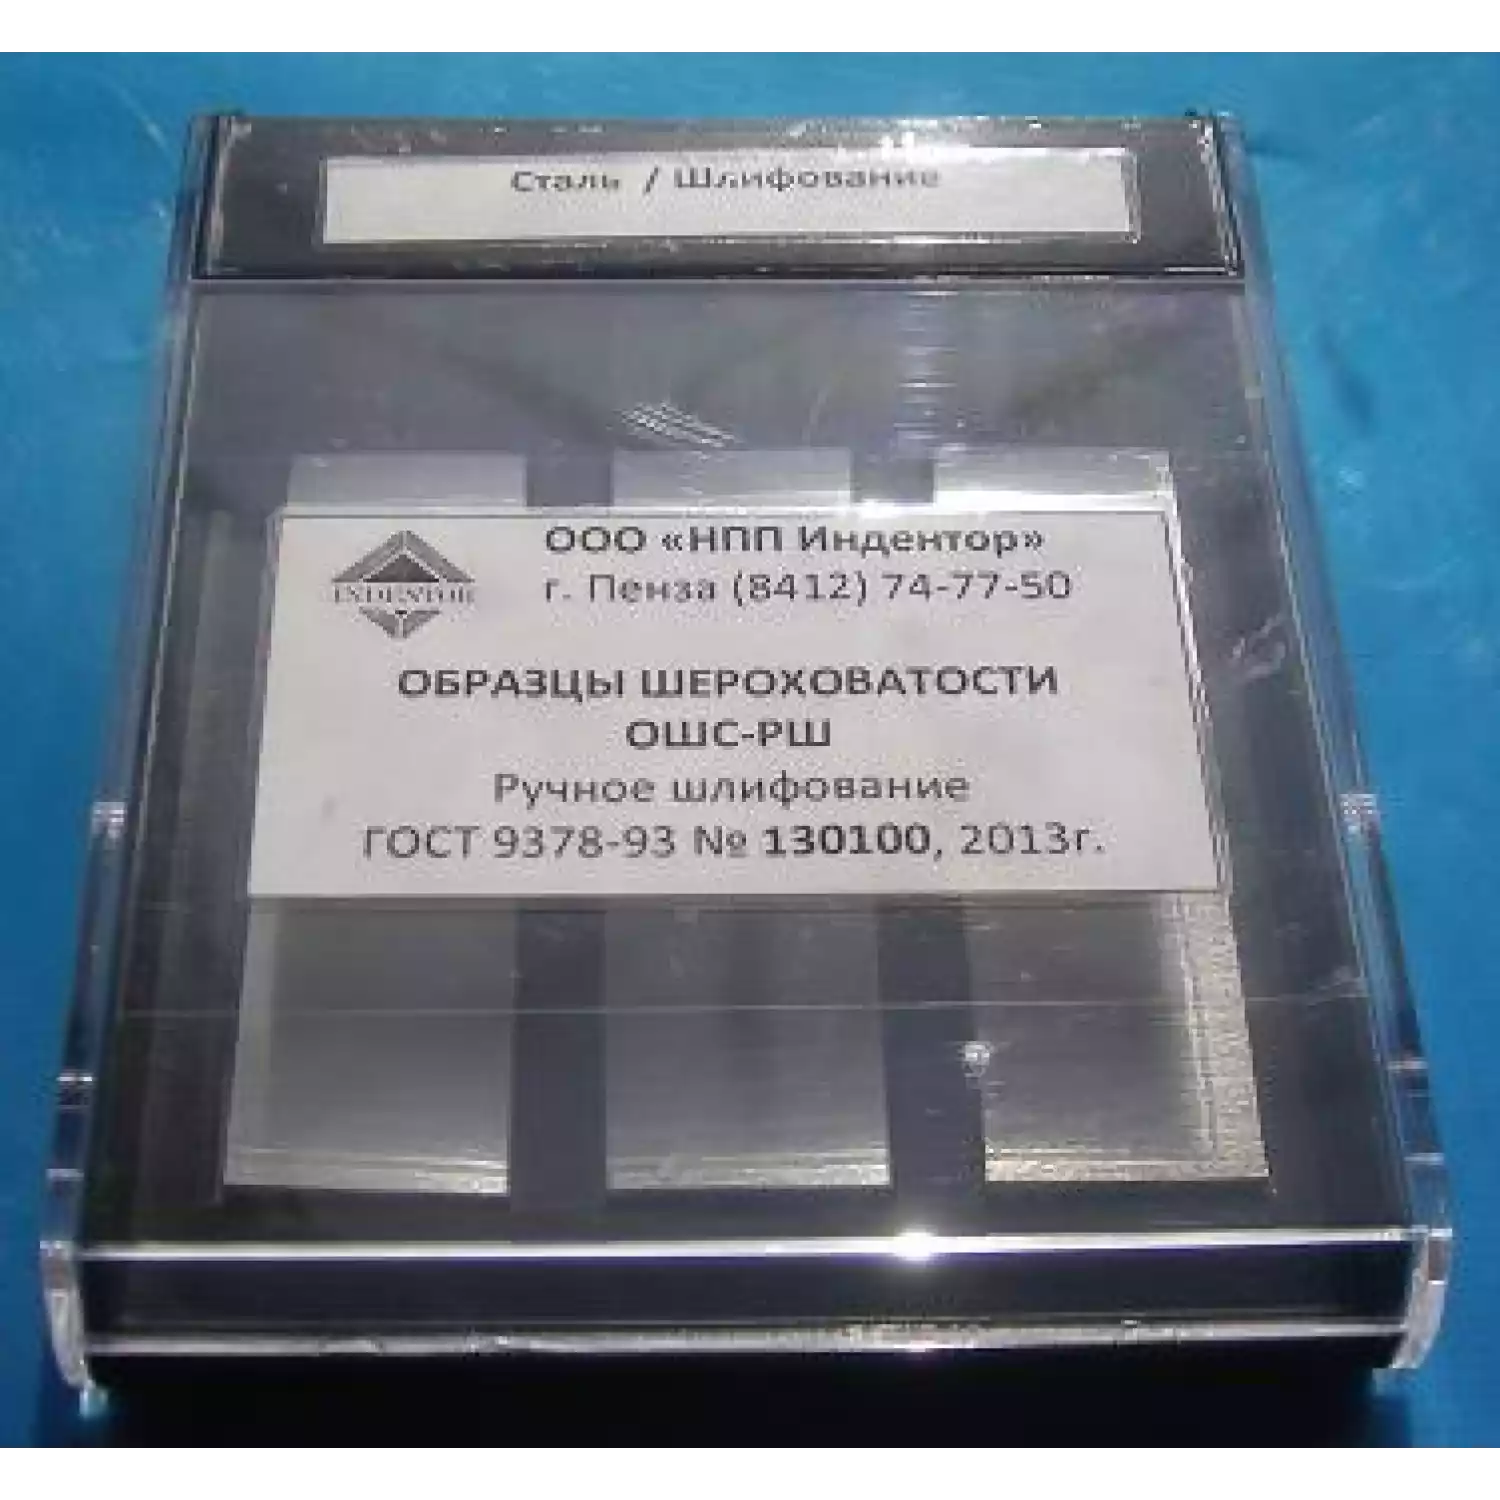 Сталь / Шлифование
ООО «НПП Индентор»
INDENTOR
г. Пенза (8412) 74-77-50
ОБРАЗЦЫ ШЕРОХОВАТОСТИ
ОШС-РШ
Ручное шлифование
ГОСТ 9378-93 № 130100, 2013г.